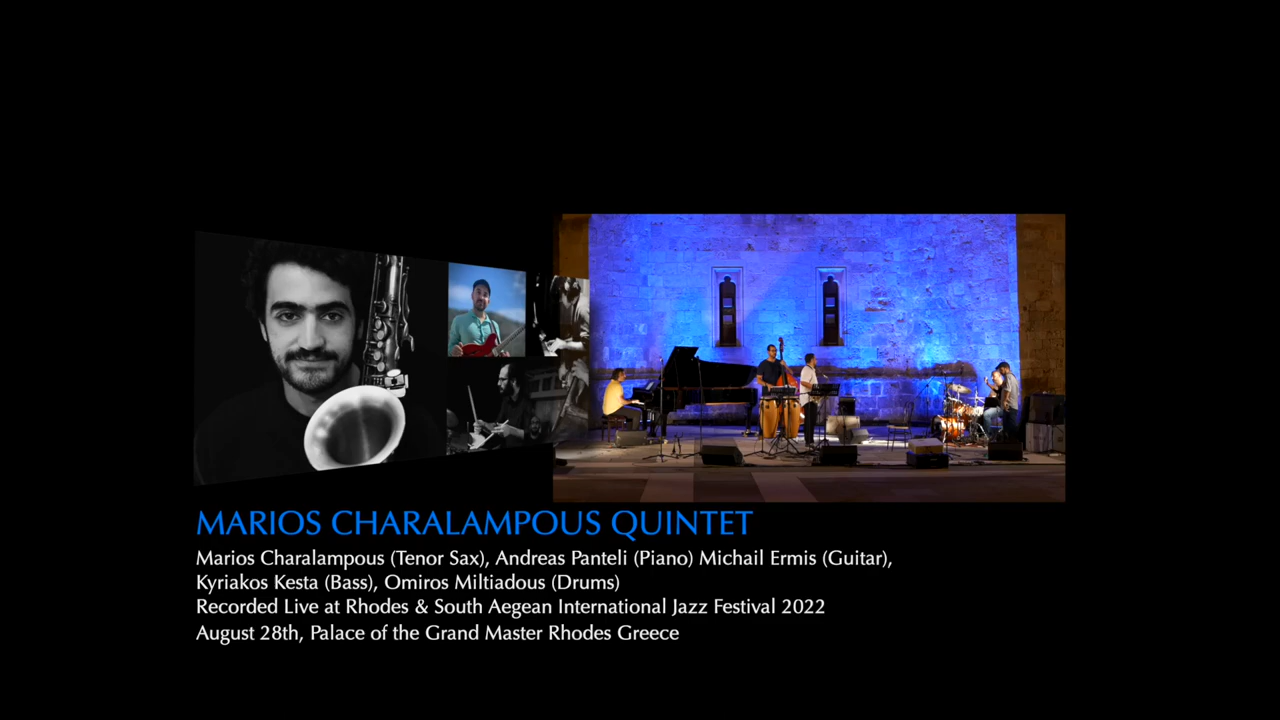 MARIOS CHARALAMPOUS QUINTET
Marios Charalampous (Tenor Sax), Andreas Panteli (Piano) Michail Ermis (Guitar),
Kyriakos Kesta (Bass), Omiros Miltiadous (Drums)
Recorded Live at Rhodes & South Aegean International Jazz Festival 2022
August 28th, Palace of the Grand Master Rhodes Greece